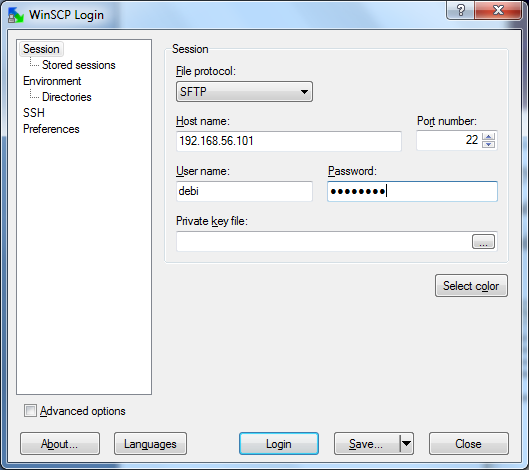 WinSCP Login
?
Session
Stored sessions
Environment
Directories
SSH
Preferences
Session
File protocol:
SFTP
Host name:
Port number:
192.168.56.101
22
User name:
Password:
debi
●●●●●●●●
Private key file:
...
Select color
Advanced options
About...
Languages
Login
Save...
Close